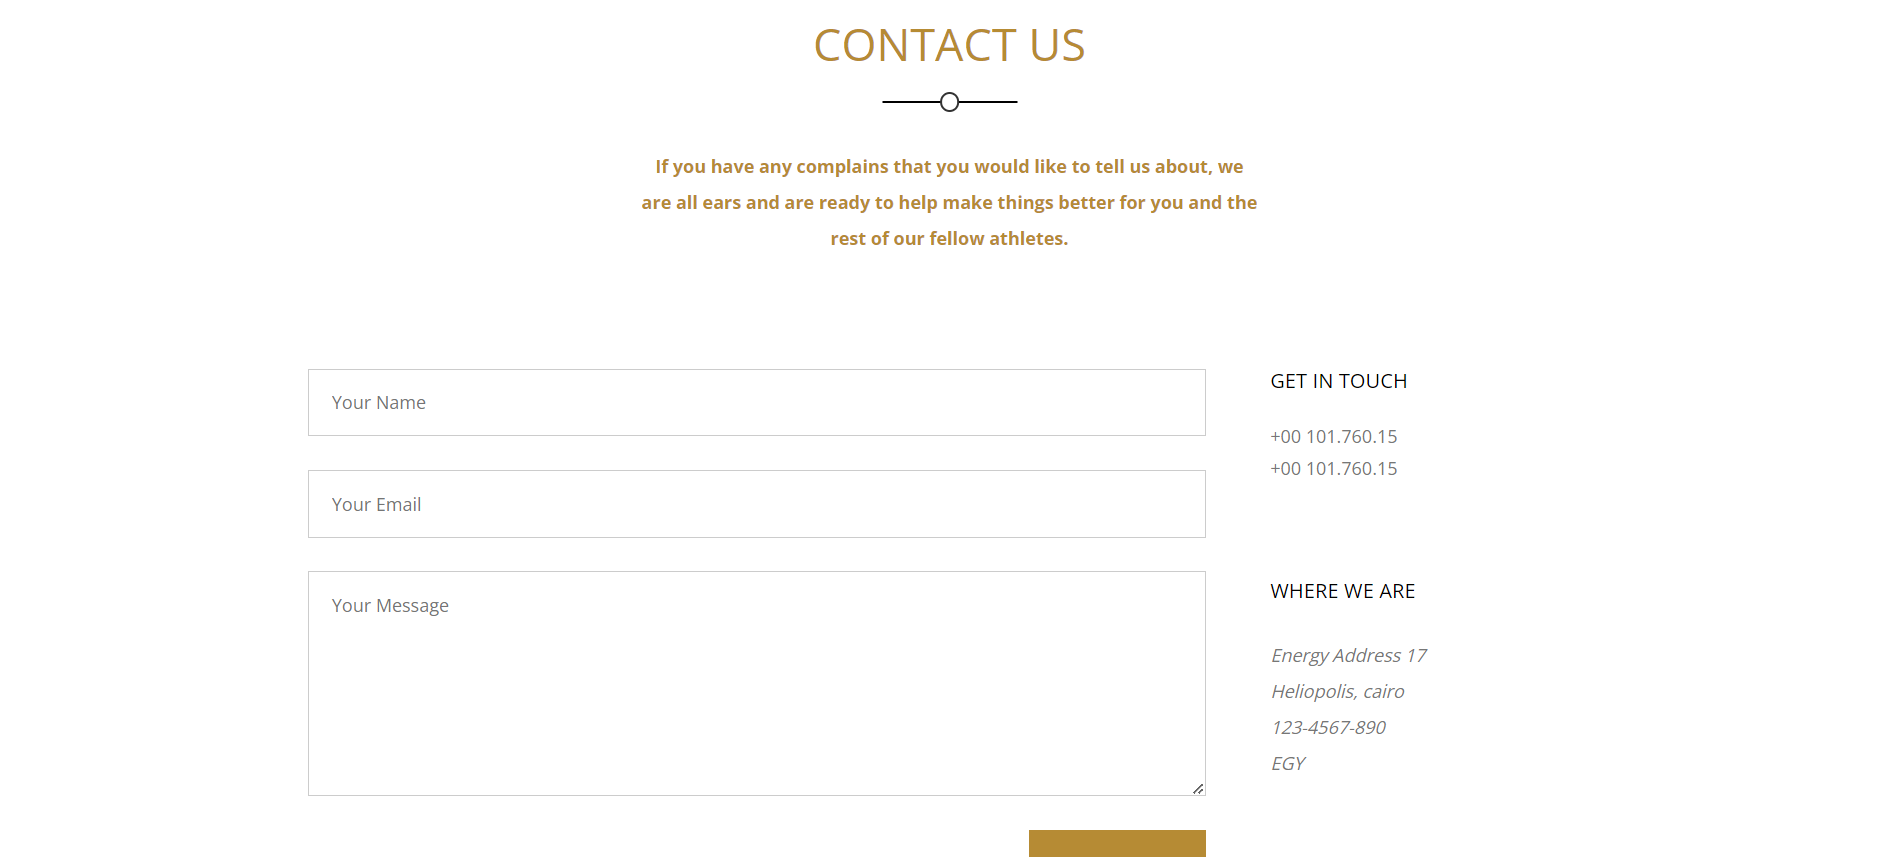 CONTACT US
If you have any complains that you would like to tell us about, we
are all ears and are ready to help make things better for you and the
rest of our fellow athletes.
Your Name
Your Email
Your Message
GET IN TOUCH
+00 101.760.15
+00 101.760.15
WHERE WE ARE
Energy Address 17
Heliopolis, cairo
123-4567-890
EGY